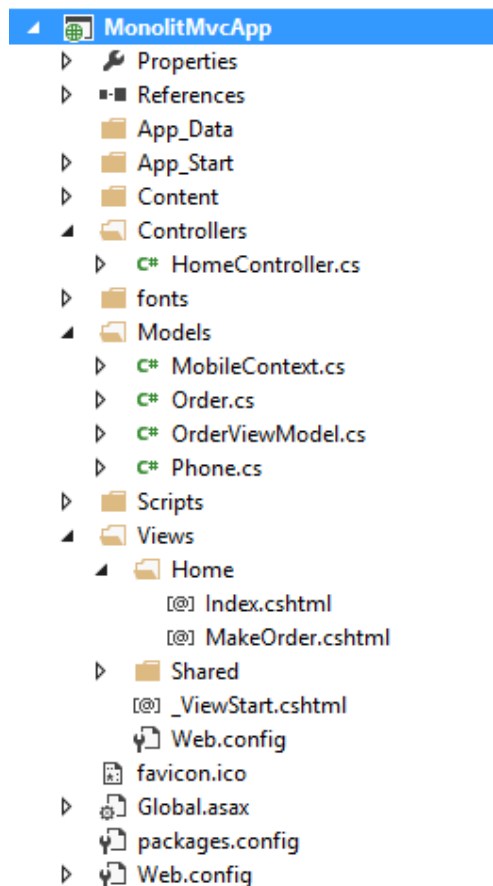 MonolitMvcApp
Properties
References
App_Data
App_Start
Content
Controllers
C# HomeController.cs
fonts
Models
C# MobileContext.cs
C# Order.cs
C# OrderViewModel.cs
C# Phone.cs
Scripts
Views
Home
[@] Index.cshtml
[@] MakeOrder.cshtml
Shared
[@] _ViewStart.cshtml
Web.config
favicon.ico
Global.asax
packages.config
Web.config